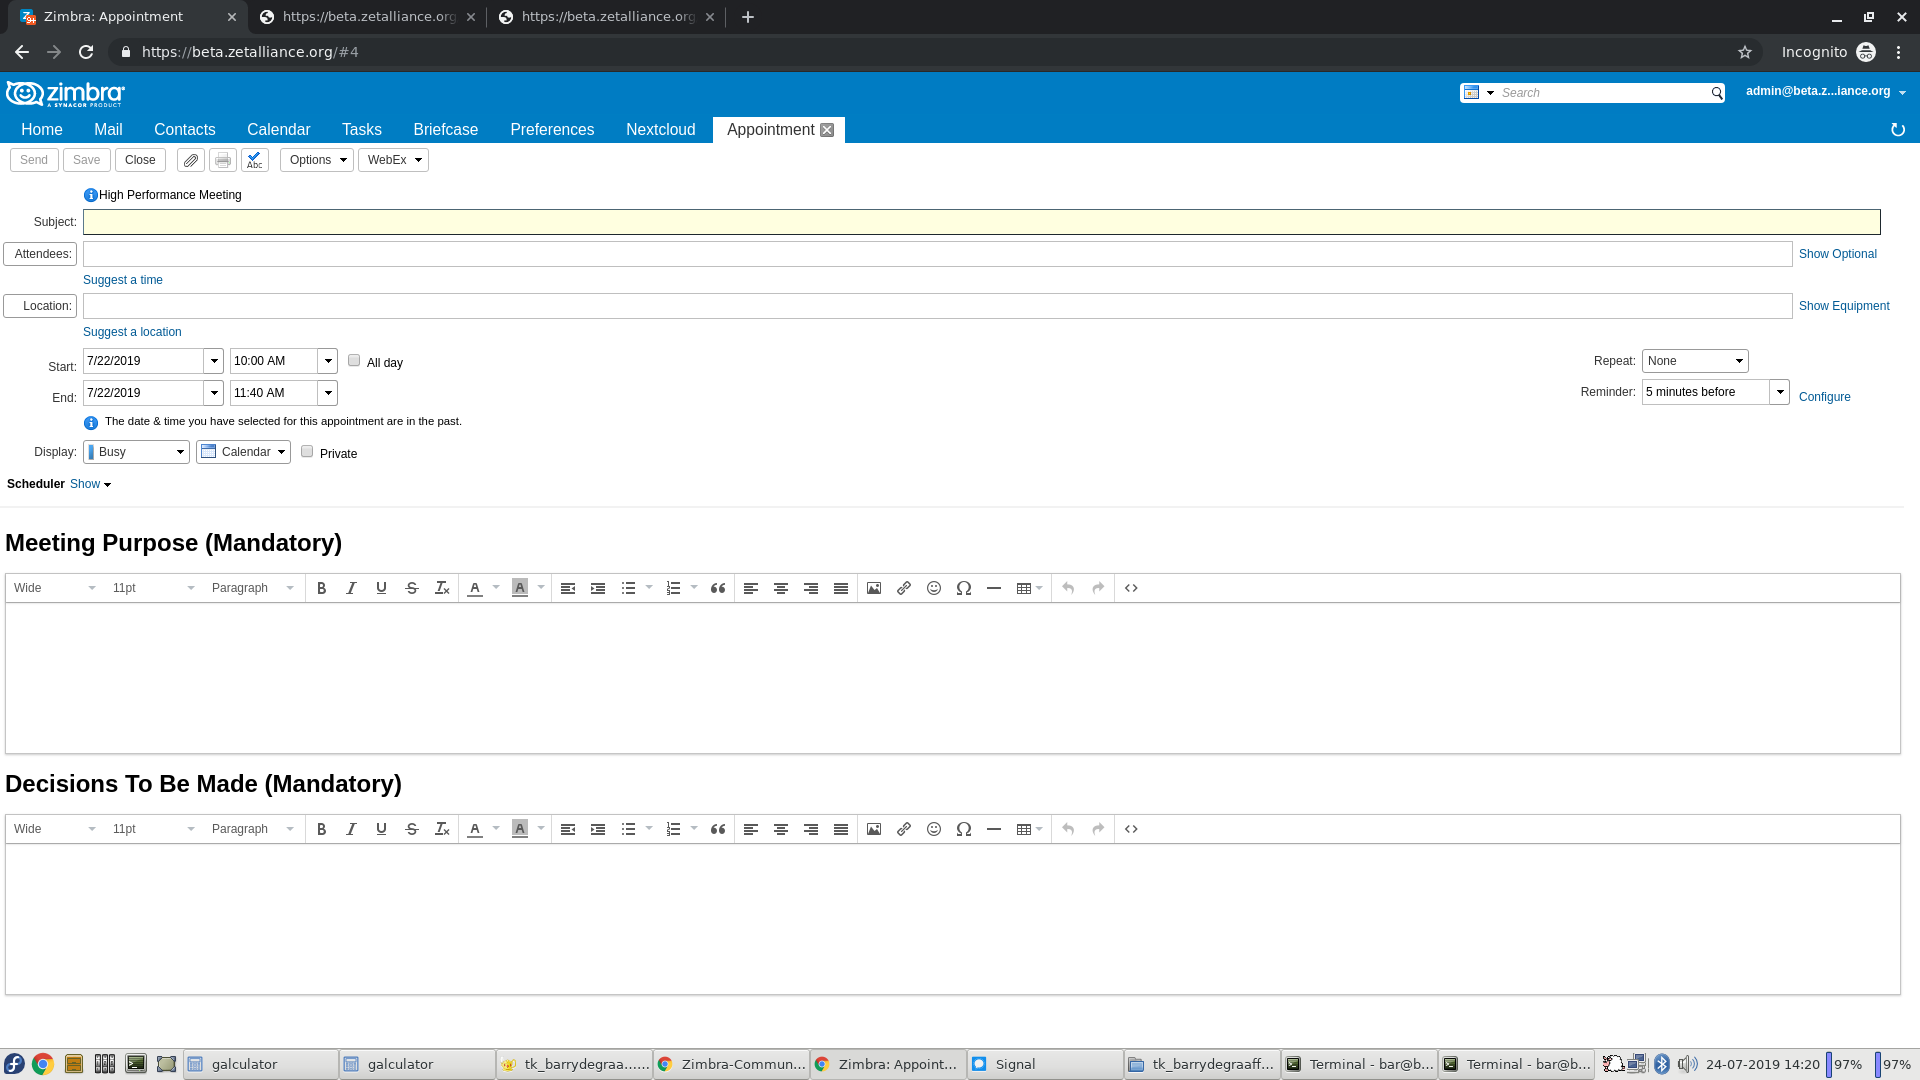 Zimbra: Appointment
https://beta.zetalliance.org
https://beta.zetalliance.org
https://beta.zetalliance.org/#4
Incognito
zimbra
A SYNACOR PRODUCT
Search
admin@beta.z...iance.org
Home
Mail
Contacts
Calendar
Tasks
Briefcase
Preferences
Nextcloud
Appointment
Send
Save
Close
Abc
Options
WebEx
High Performance Meeting
Subject:
Attendees:
Show Optional
Suggest a time
Location:
Show Equipment
Suggest a location
Start:
7/22/2019
10:00 AM
All day
Repeat:
None
End:
7/22/2019
11:40 AM
Reminder:
5 minutes before
Configure
The date & time you have selected for this appointment are in the past.
Display:
Busy
Calendar
Private
Scheduler Show
Meeting Purpose (Mandatory)
Wide
11pt
Paragraph
Decisions To Be Made (Mandatory)
Wide
11pt
Paragraph
galculator
galculator
tk_barrydegraa......
Zimbra-Commun...
Zimbra: Appoint...
Signal
tk_barrydegraaff...
Terminal - bar@b...
Terminal - bar@b...
24-07-2019 14:20
97%
97%